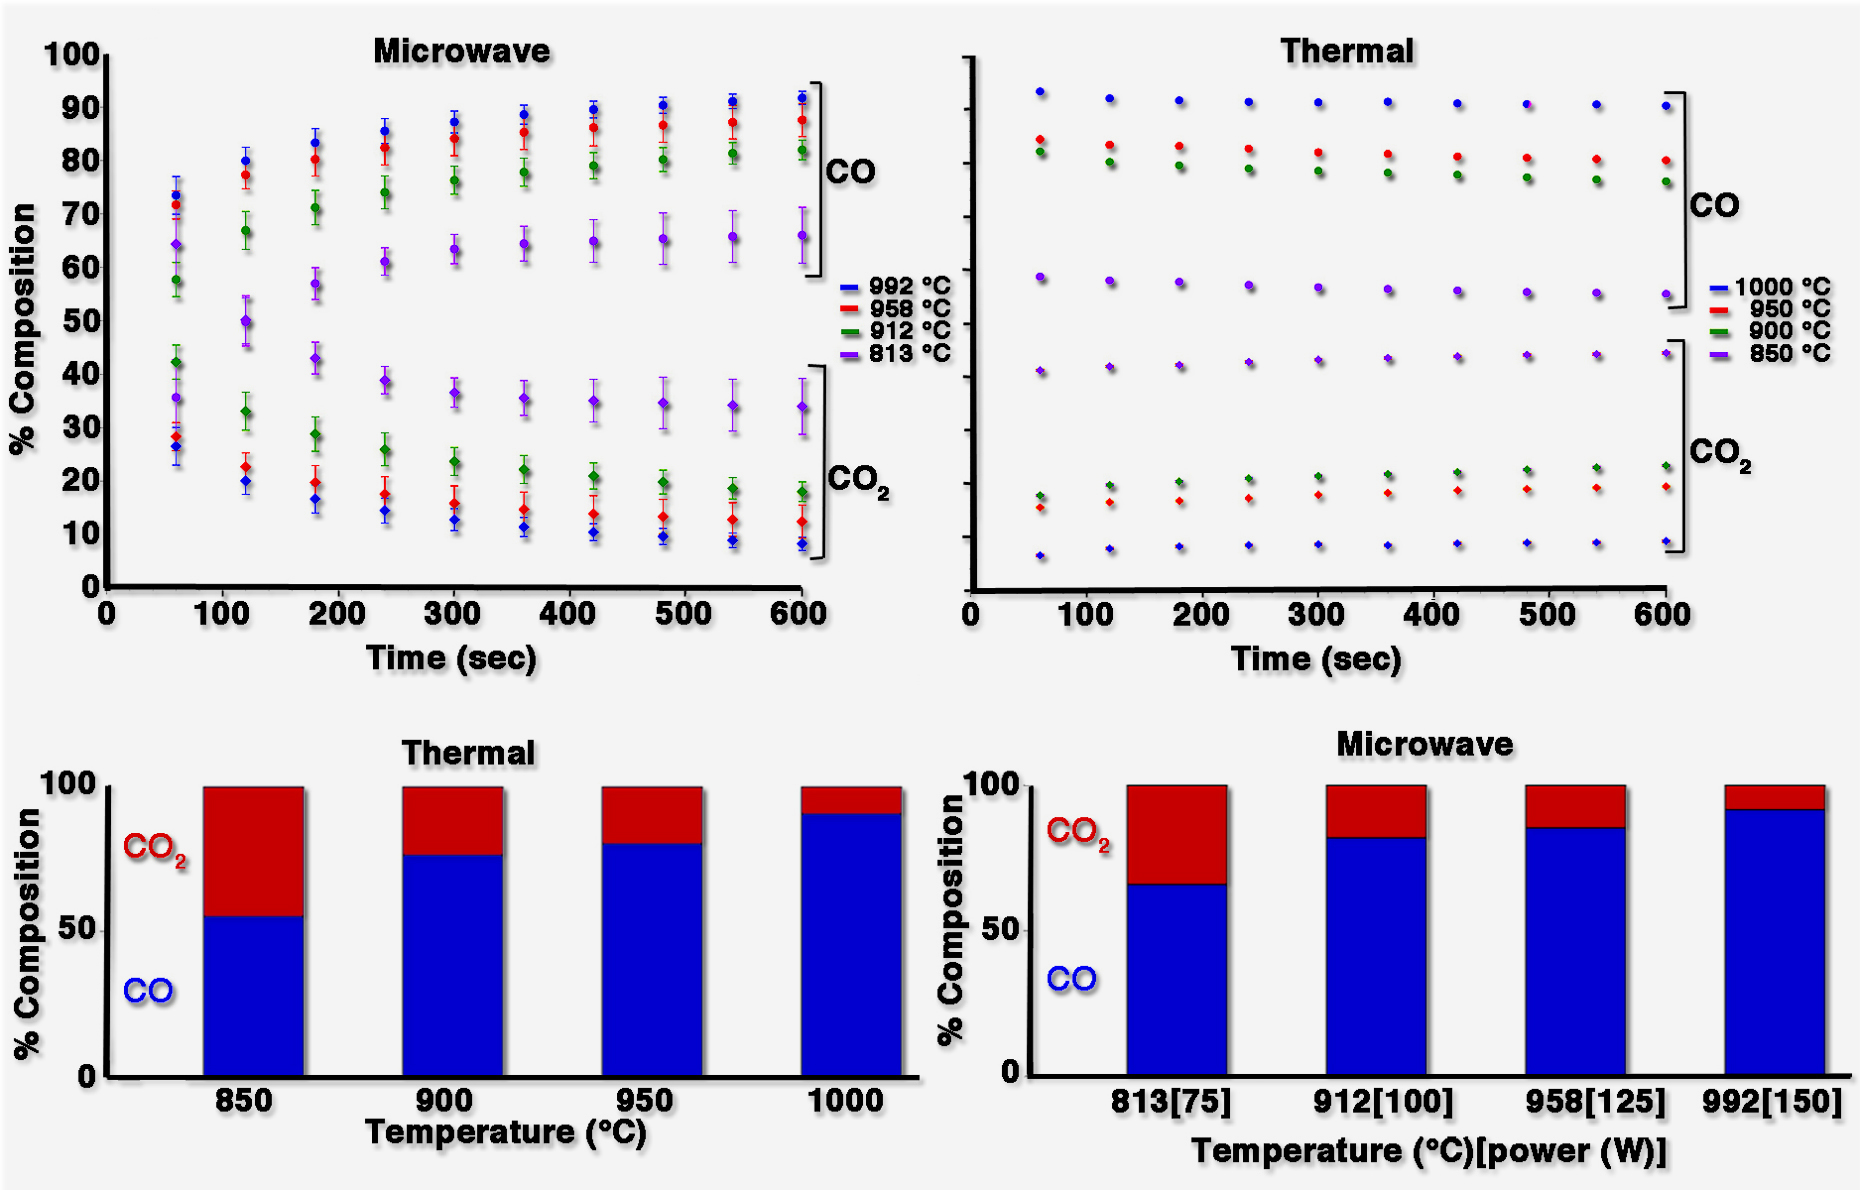 Microwave
100
90
80
70
60
50
40
30
20
10
0
% Composition
0 100 200 300 400 500 600
Time (sec)
CO
992 °C
958 °C
912 °C
813 °C
CO2
Thermal
0 100 200 300 400 500 600
Time (sec)
CO
1000 °C
950 °C
900 °C
850 °C
CO2
Thermal
100
50
0
% Composition
CO2
CO
850 900 950 1000
Temperature (°C)
Microwave
100
50
0
% Composition
CO2
CO
813[75] 912[100] 958[125] 992[150]
Temperature (°C)[power (W)]